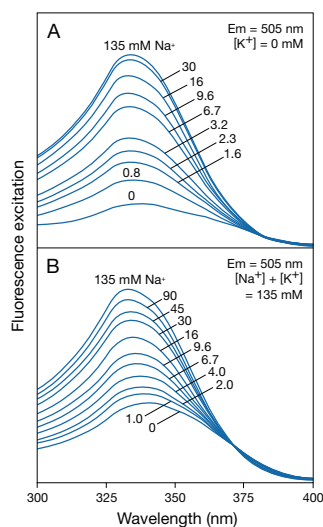 A
Em = 505 nm
[K⁺] = 0 mM
135 mM Na⁺
30
16
9.6
6.7
3.2
2.3
1.6
0.8
0
B
Em = 505 nm
[Na⁺] + [K⁺]
= 135 mM
135 mM Na⁺
90
45
30
16
9.6
6.7
4.0
2.0
1.0
0
Fluorescence excitation
300
325
350
375
400
Wavelength (nm)